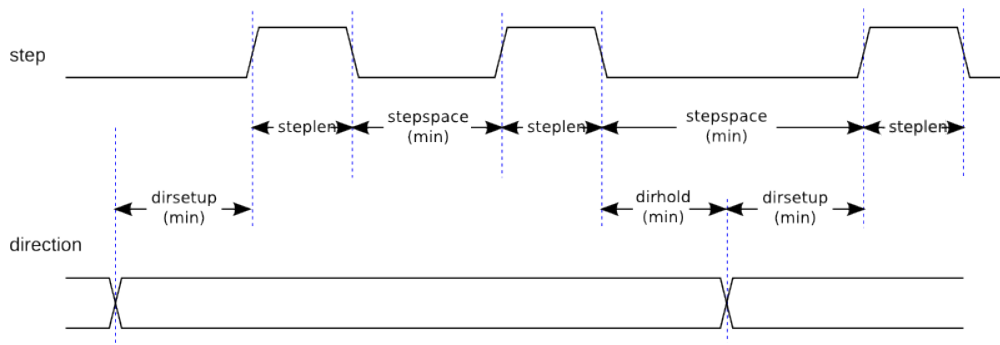 step
steplen
stepspace
(min)
steplen
stepspace
(min)
steplen
dirsetup
(min)
dirhold
(min)
dirsetup
(min)
direction